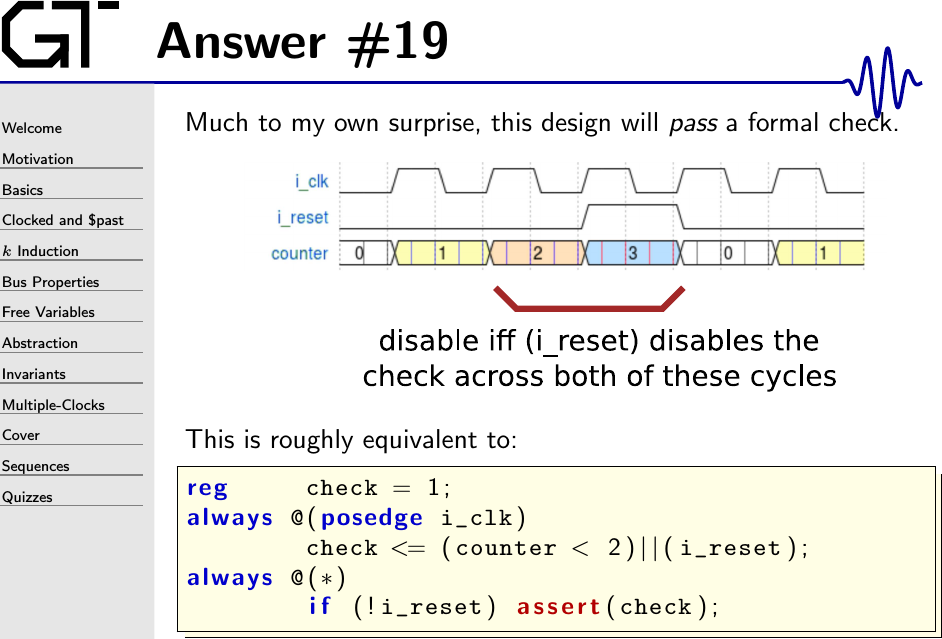 GT
Answer #19
Welcome
Motivation
Basics
Clocked and $past
k Induction
Bus Properties
Free Variables
Abstraction
Invariants
Multiple-Clocks
Cover
Sequences
Quizzes
Much to my own surprise, this design will pass a formal check.
i_clk
i_reset
counter 0 1 2 3 0 1
disable iff (i_reset) disables the
check across both of these cycles
This is roughly equivalent to:
reg check = 1;
always @(posedge i_clk)
check <= (counter < 2)||(i_reset);
always @(*)
if (!i_reset) assert(check);